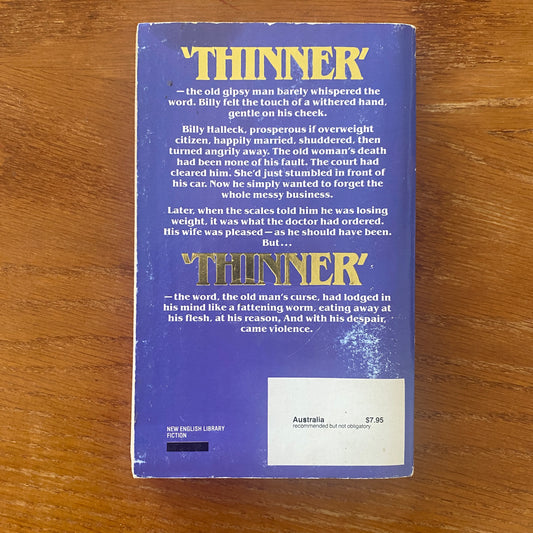 'THINNER'
—the old gipsy man barely whispered the
word. Billy felt the touch of a withered hand,
gentle on his cheek.
Billy Halleck, prosperous if overweight
citizen, happily married, shuddered, then
turned angrily away. The old woman's death
had been none of his fault. The court had
cleared him. She'd just stumbled in front of
his car. Now he simply wanted to forget the
whole messy business.
Later, when the scales told him he was losing
weight, it was what the doctor had ordered.
His wife was pleased—as he should have been.
But...
'THINNER'
—the word, the old man's curse, had lodged in
his mind like a fattening worm, eating away at
his flesh, at his reason, And with his despair,
came violence.
Australia $7.95
recommended but not obligatory
NEW ENGLISH LIBRARY
FICTION